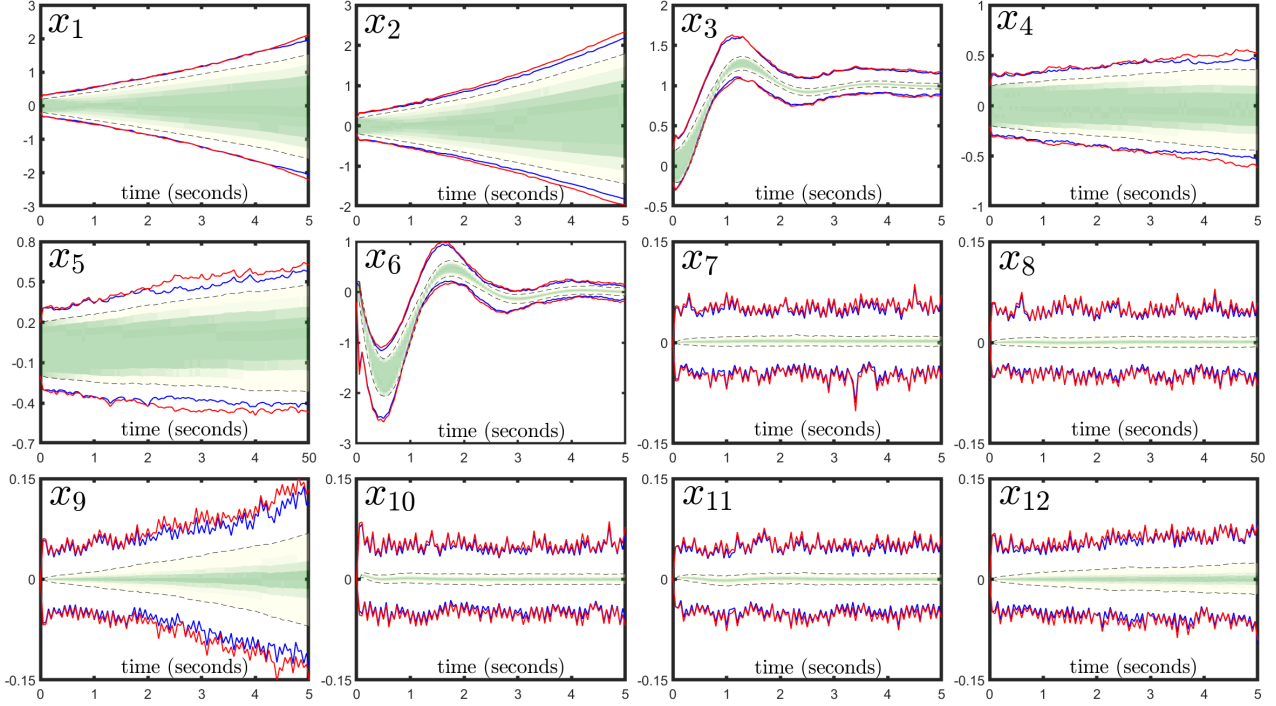 3
x1
2
1
0
-1
-2
-3
time (seconds)
0 1 2 3 4 5
3
x2
2
1
0
-1
-2
time (seconds)
0 1 2 3 4 5
2
x3
1.5
1
0.5
0
-0.5
time (seconds)
0 1 2 3 4 5
1
x4
0.5
0
-0.5
-1
time (seconds)
0 1 2 3 4 5
0.8
x5
0.5
0.2
-0.1
-0.4
-0.7
time (seconds)
0 1 2 3 4 50
1
x6
0
-1
-2
-3
time (seconds)
0 1 2 3 4 5
0.15
x7
0
-0.15
time (seconds)
0 1 2 3 4 5
0.15
x8
0
-0.15
time (seconds)
0 1 2 3 4 50
0.15
x9
0
-0.15
time (seconds)
0 1 2 3 4 5
0.15
x10
0
-0.15
time (seconds)
0 1 2 3 4 5
0.15
x11
0
-0.15
time (seconds)
0 1 2 3 4 5
0.15
x12
0
-0.15
time (seconds)
0 1 2 3 4 5